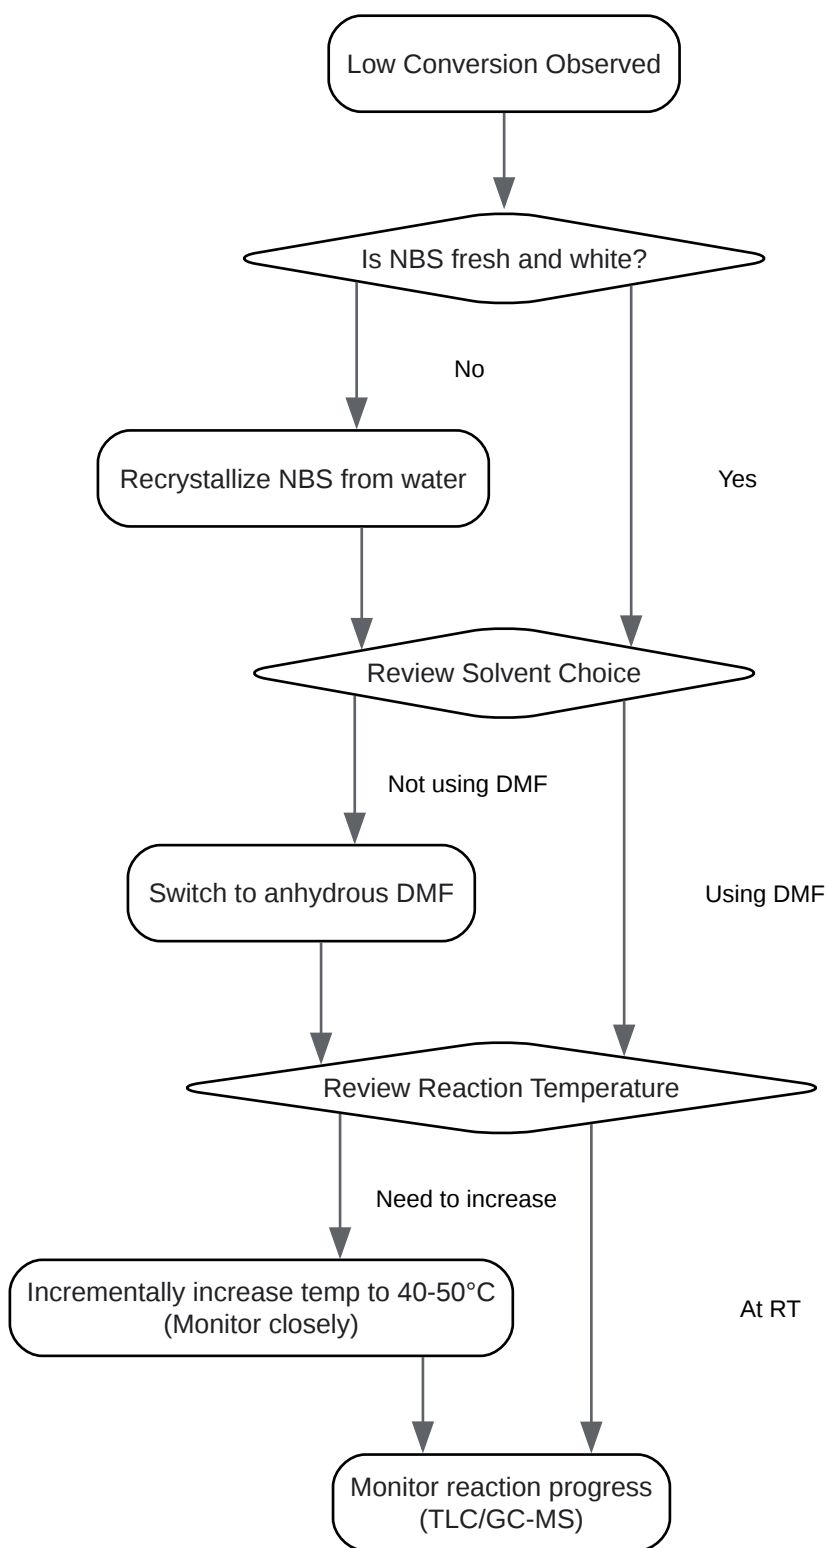 Low Conversion Observed
Is NBS fresh and white?
No
Recrystallize NBS from water
Yes
Review Solvent Choice
Not using DMF
Switch to anhydrous DMF
Using DMF
Review Reaction Temperature
Need to increase
Incrementally increase temp to 40-50°C
(Monitor closely)
At RT
Monitor reaction progress
(TLC/GC-MS)